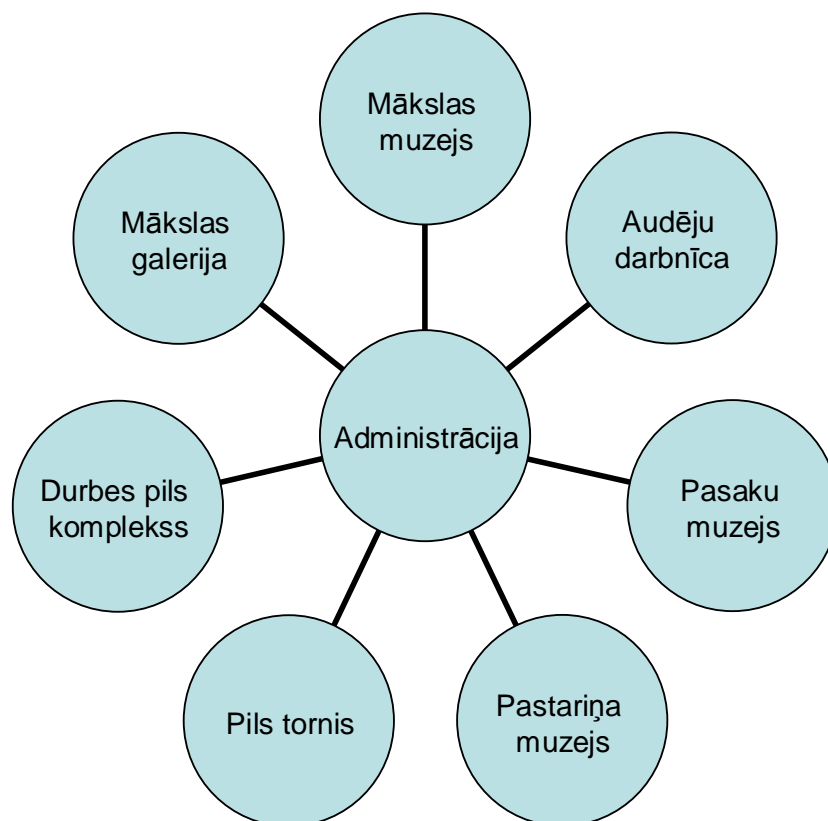 Mākslas
muzejs
Audēju
darbnīca
Mākslas
galerija
Administrācija
Pasaku
muzejs
Durbes pils
komplekss
Pastariņa
muzejs
Pils tornis